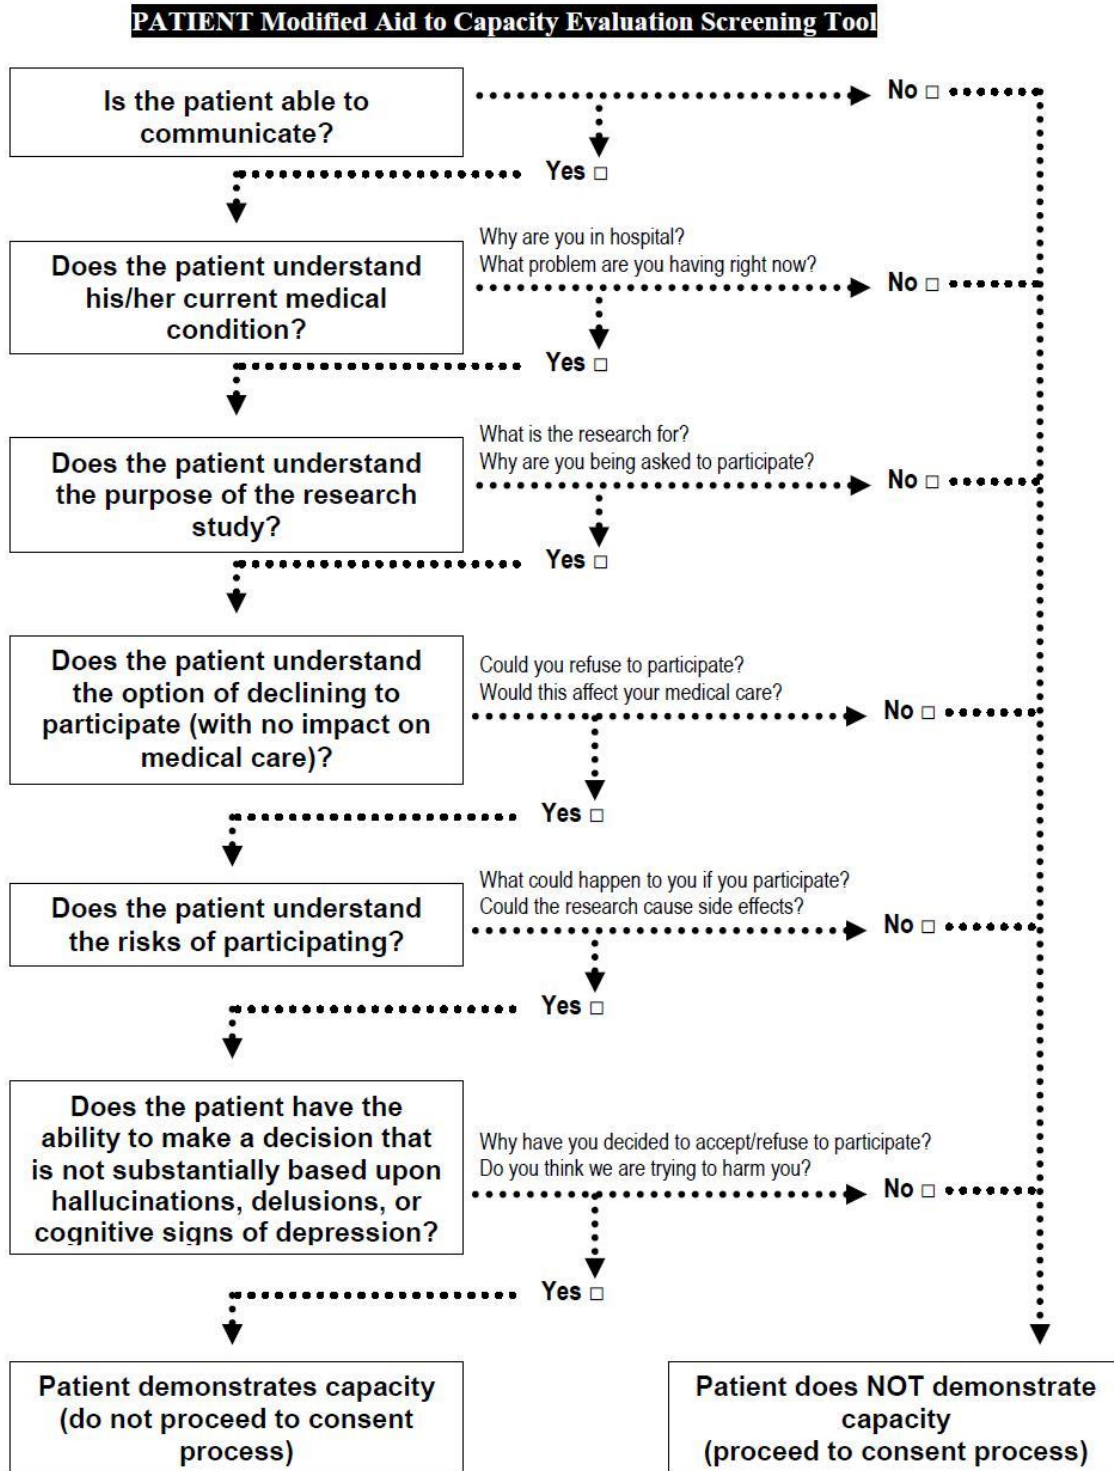 PATIENT Modified Aid to Capacity Evaluation Screening Tool
Is the patient able to
communicate?
No □
Yes □
Does the patient understand
his/her current medical
condition?
Why are you in hospital?
What problem are you having right now?
No □
Yes □
Does the patient understand
the purpose of the research
study?
What is the research for?
Why are you being asked to participate?
No □
Yes □
Does the patient understand
the option of declining to
participate (with no impact on
medical care)?
Could you refuse to participate?
Would this affect your medical care?
No □
Yes □
Does the patient understand
the risks of participating?
What could happen to you if you participate?
Could the research cause side effects?
No □
Yes □
Does the patient have the
ability to make a decision that
is not substantially based upon
hallucinations, delusions, or
cognitive signs of depression?
Why have you decided to accept/refuse to participate?
Do you think we are trying to harm you?
No □
Yes □
Patient demonstrates capacity
(do not proceed to consent
process)
Patient does NOT demonstrate
capacity
(proceed to consent process)